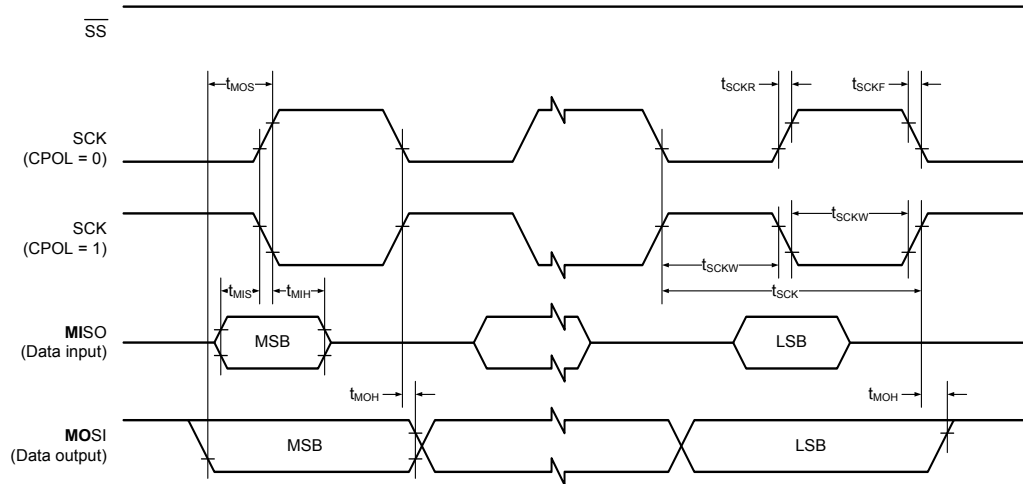 SS
tMOS
tSCKR
tSCKF
SCK
(CPOL = 0)
SCK
(CPOL = 1)
tSCKW
tSCKW
tMIS
tMIH
tSCK
MISO
(Data input)
MSB
LSB
tMOH
tMOH
MOSI
(Data output)
MSB
LSB